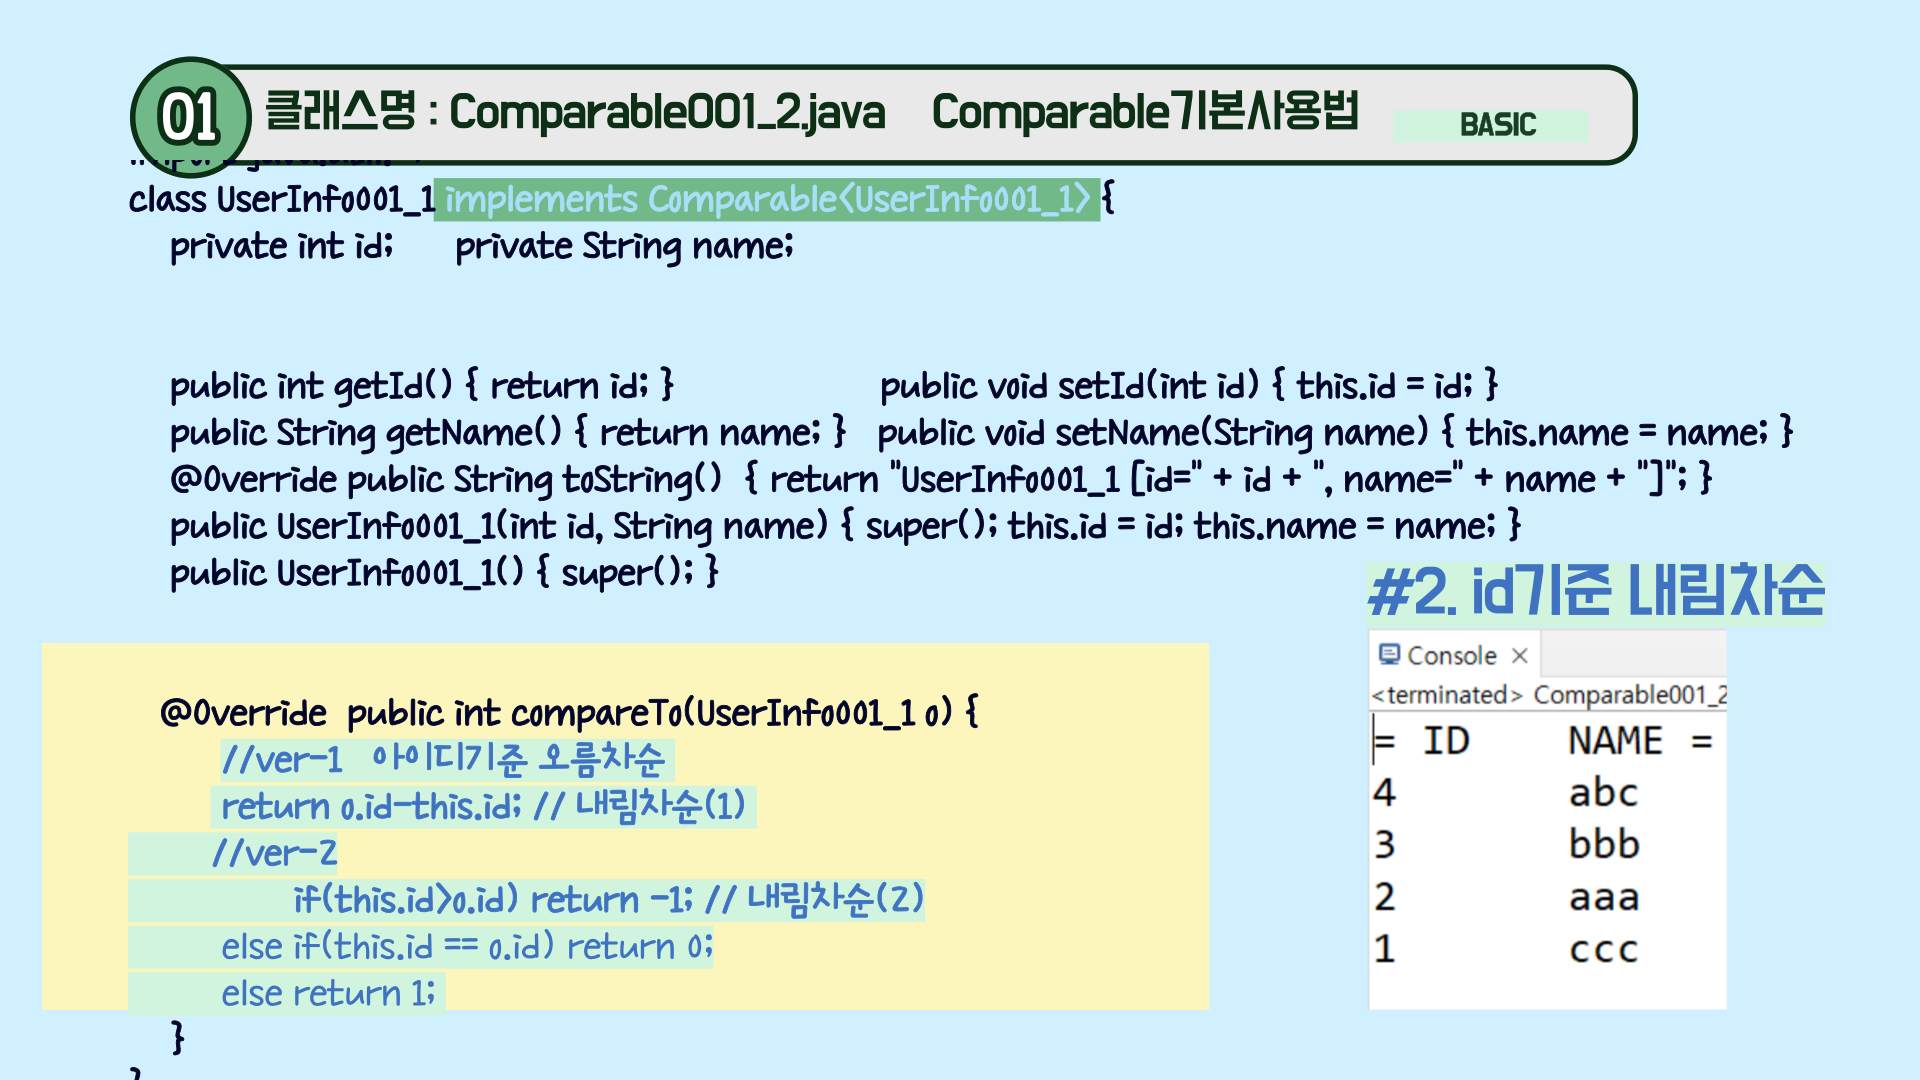 01 클래스명 : Comparable001_2.java Comparable기본사용법 BASIC
class UserInfo001_1 implements Comparable<UserInfo001_1> {
private int id; private String name;
public int getId() { return id; } public void setId(int id) { this.id = id; }
public String getName() { return name; } public void setName(String name) { this.name = name; }
@Override public String toString() { return "UserInfo001_1 [id=" + id + ", name=" + name + "]"; }
public UserInfo001_1(int id, String name) { super(); this.id = id; this.name = name; }
public UserInfo001_1() { super(); }
@Override public int compareTo(UserInfo001_1 o) {
//ver-1 아이디기준 오름차순
return o.id-this.id; // 내림차순(1)
//ver-2
if(this.id>o.id) return -1; // 내림차순(2)
else if(this.id == o.id) return 0;
else return 1;
}
}
#2. id기준 내림차순
Console
<terminated> Comparable001_2
= ID NAME =
4 abc
3 bbb
2 aaa
1 ccc